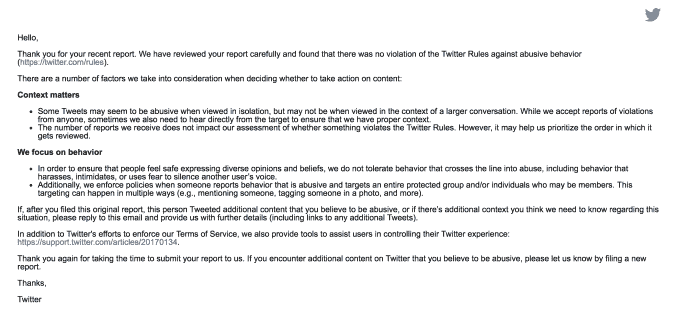 Hello,
Thank you for your recent report. We have reviewed your report carefully and found that there was no violation of the Twitter Rules against abusive behavior
(https://twitter.com/rules).
There are a number of factors we take into consideration when deciding whether to take action on content:
Context matters
• Some Tweets may seem to be abusive when viewed in isolation, but may not be when viewed in the context of a larger conversation. While we accept reports of violations
from anyone, sometimes we also need to hear directly from the target to ensure that we have proper context.
• The number of reports we receive does not impact our assessment of whether something violates the Twitter Rules. However, it may help us prioritize the order in which it
gets reviewed.
We focus on behavior
• In order to ensure that people feel safe expressing diverse opinions and beliefs, we do not tolerate behavior that crosses the line into abuse, including behavior that
harasses, intimidates, or uses fear to silence another user's voice.
• Additionally, we enforce policies when someone reports behavior that is abusive and targets an entire protected group and/or individuals who may be members. This
targeting can happen in multiple ways (e.g., mentioning someone, tagging someone in a photo, and more).
If, after you filed this original report, this person Tweeted additional content that you believe to be abusive, or if there's additional context you think we need to know regarding this
situation, please reply to this email and provide us with further details (including links to any additional Tweets).
In addition to Twitter's efforts to enforce our Terms of Service, we also provide tools to assist users in controlling their Twitter experience:
https://support.twitter.com/articles/20170134.
Thank you again for taking the time to submit your report to us. If you encounter additional content on Twitter that you believe to be abusive, please let us know by filing a new
report.
Thanks,
Twitter